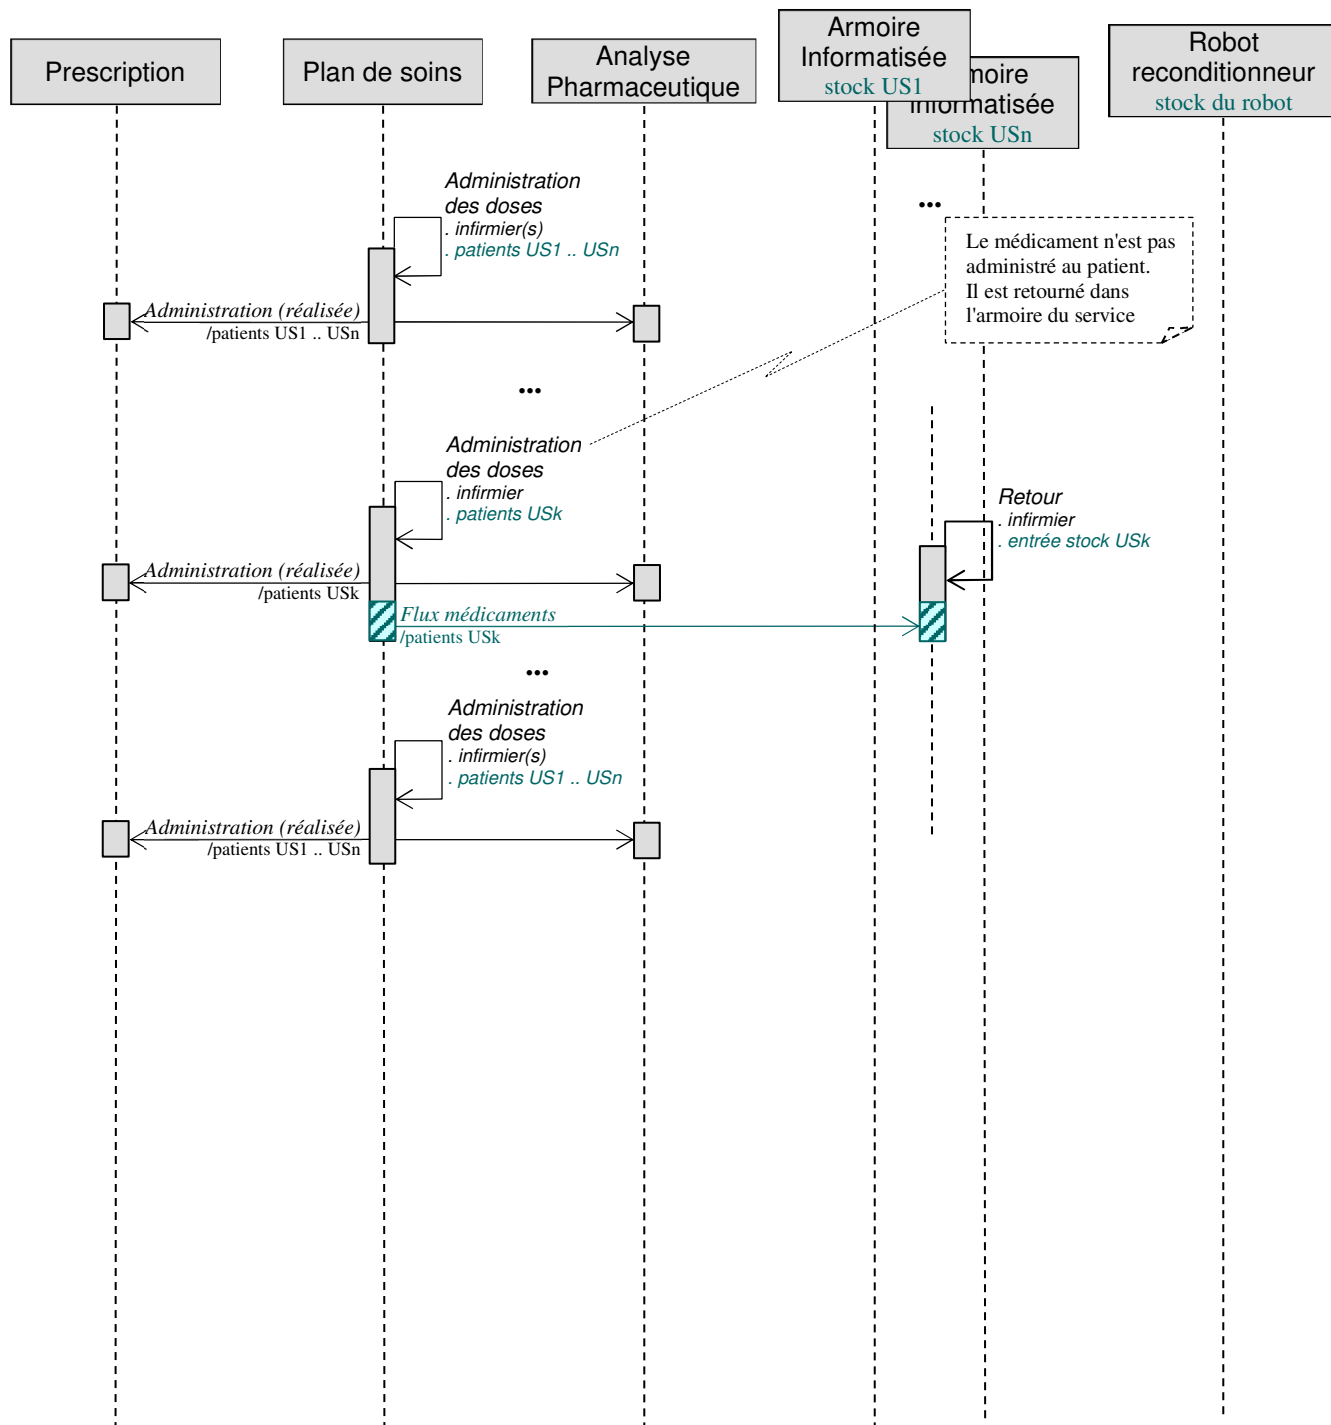 Prescription
Plan de soins
Analyse
Pharmaceutique
Armoire
Informatisée
stock US1
moire
informatisée
stock USn
Robot
reconditionneur
stock du robot
Administration
des doses
. infirmier(s)
. patients US1 .. USn
...
Le médicament n'est pas
administré au patient.
Il est retourné dans
l'armoire du service
Administration (réalisée)
/patients US1 .. USn
...
Administration
des doses
. infirmier
. patients USk
Retour
. infirmier
. entrée stock USk
Administration (réalisée)
/patients USk
Flux médicaments
/patients USk
...
Administration
des doses
. infirmier(s)
. patients US1 .. USn
Administration (réalisée)
/patients US1 .. USn